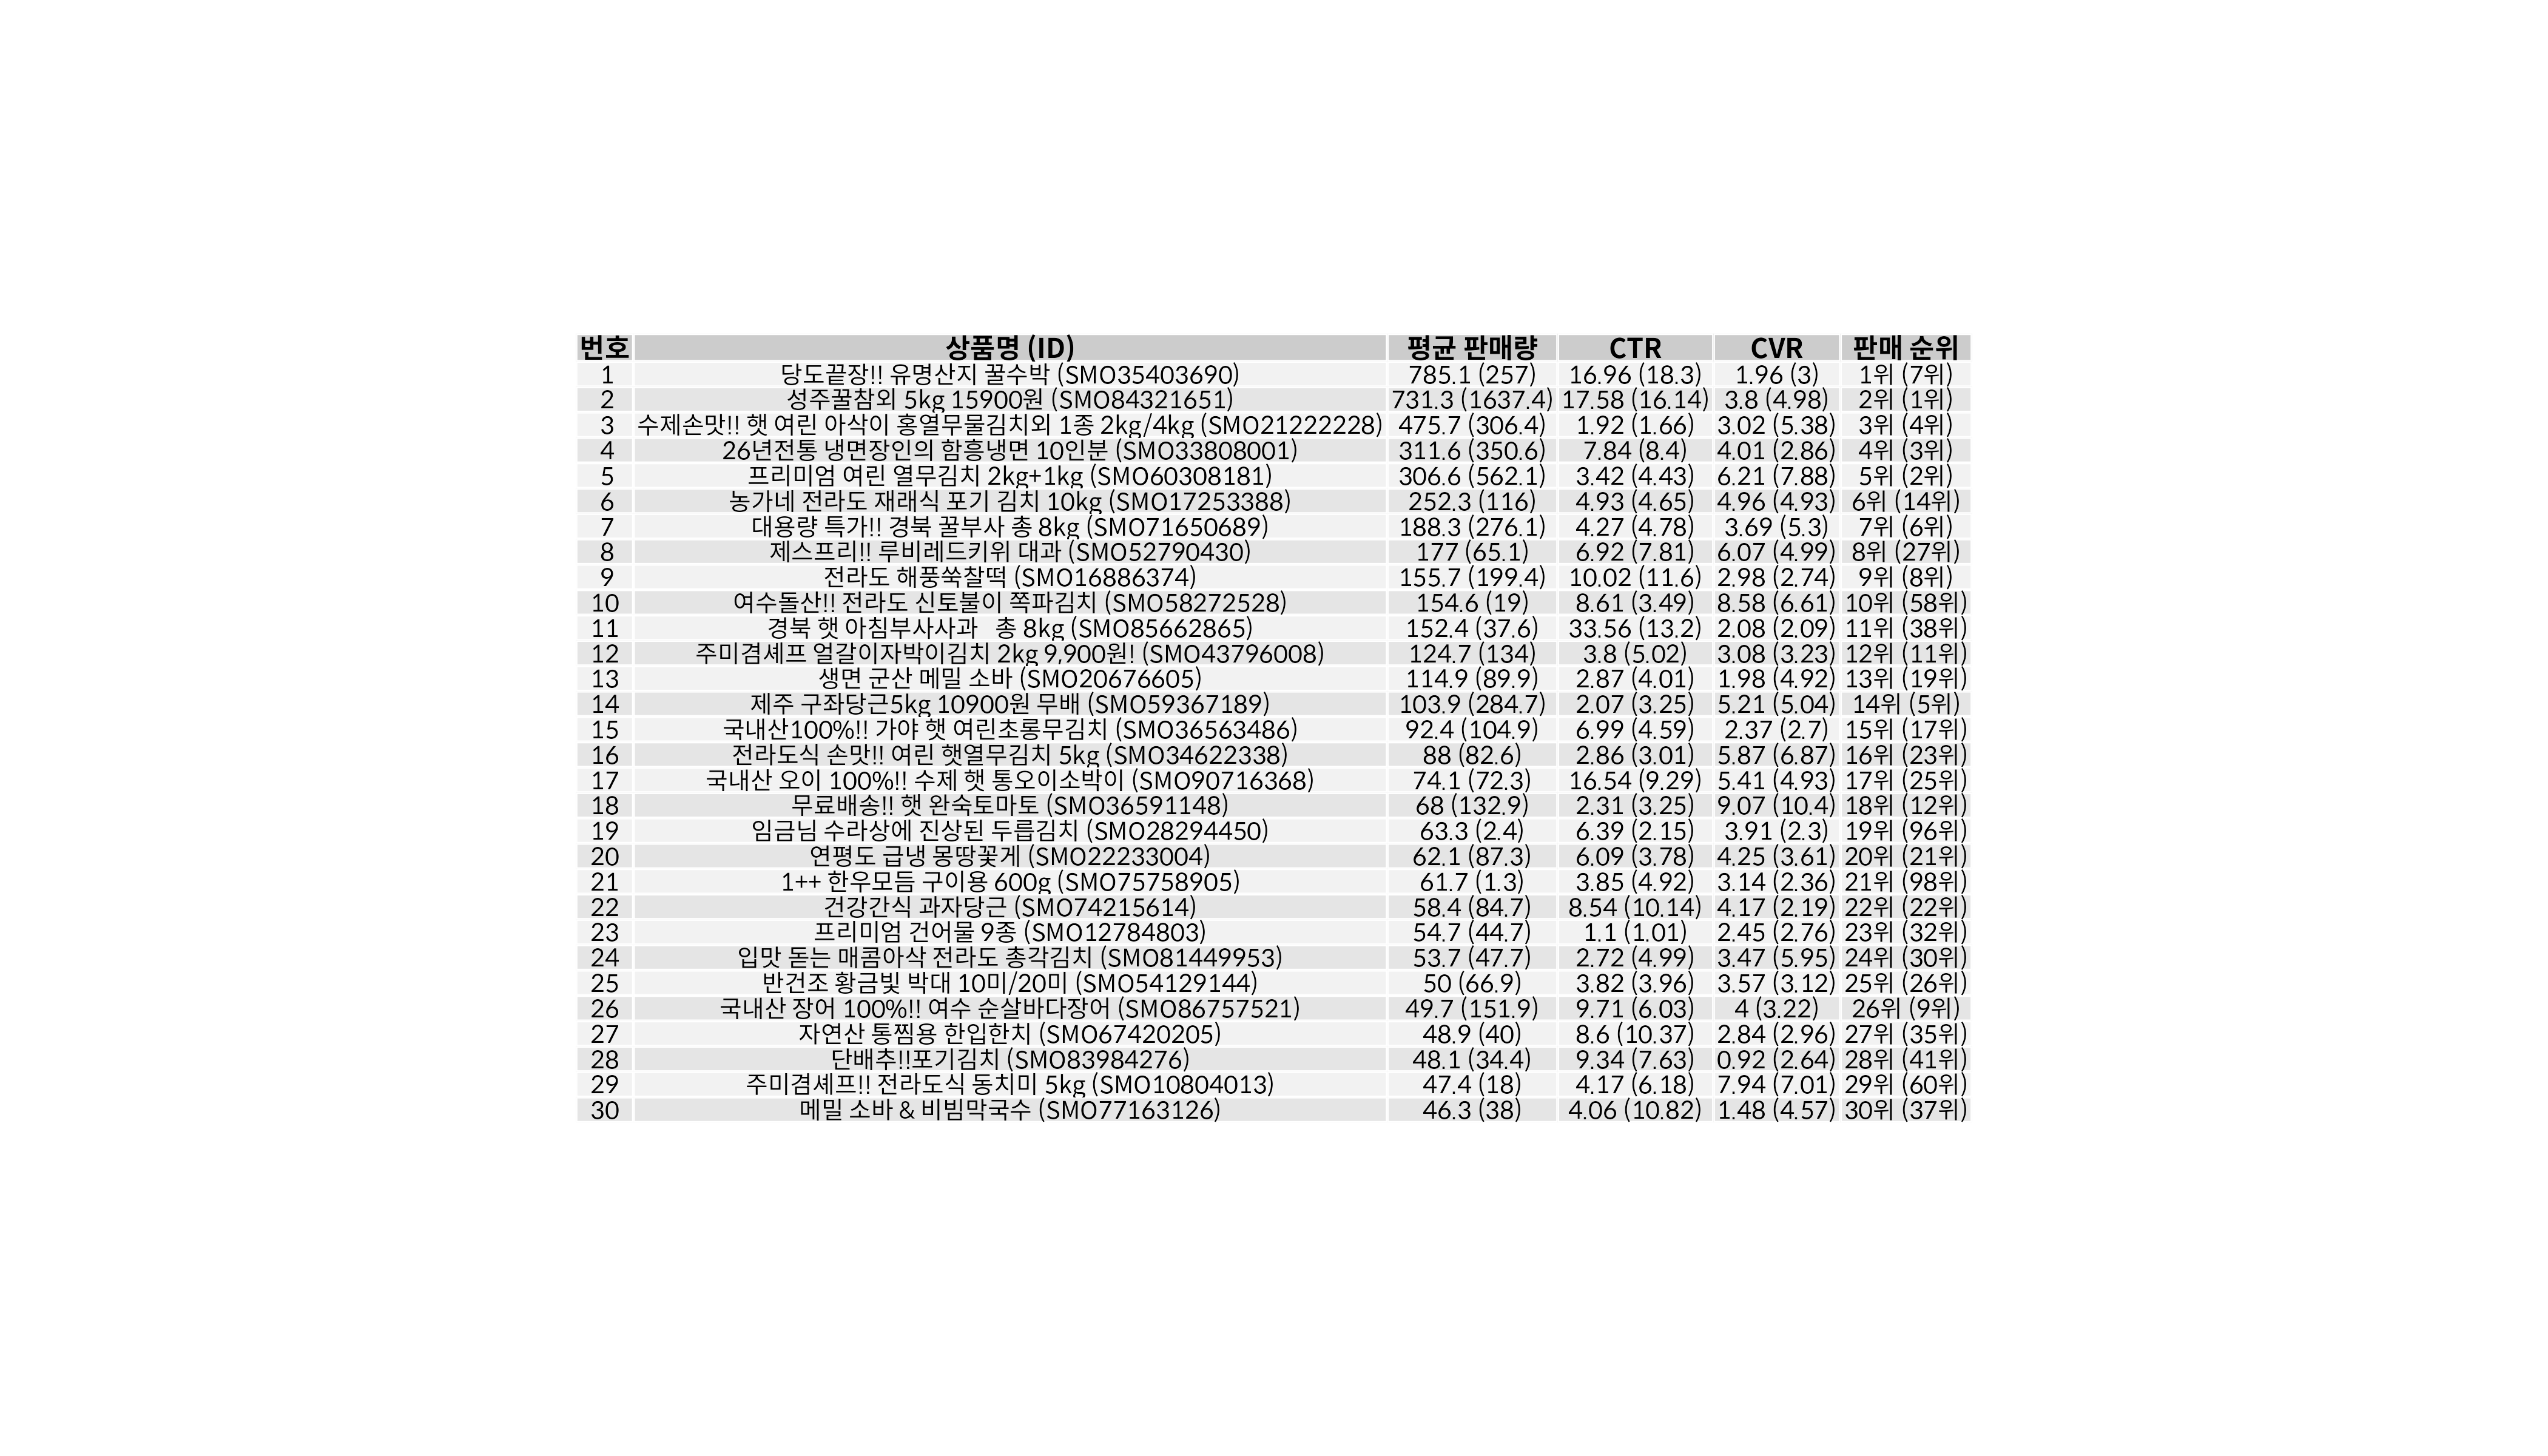 번호 상품명 (ID) 평균 판매량 CTR CVR 판매 순위
1 당도끝장!! 유명산지 꿀수박 (SMO35403690) 785.1 (257) 16.96 (18.3) 1.96 (3) 1위 (7위)
2 성주꿀참외 5kg 15900원 (SMO84321651) 731.3 (1637.4) 17.58 (16.14) 3.8 (4.98) 2위 (1위)
3 수제손맛!! 햇 여린 아삭이 홍열무물김치외 1종 2kg/4kg (SMO21222228) 475.7 (306.4) 1.92 (1.66) 3.02 (5.38) 3위 (4위)
4 26년전통 냉면장인의 함흥냉면 10인분 (SMO33808001) 311.6 (350.6) 7.84 (8.4) 4.01 (2.86) 4위 (3위)
5 프리미엄 여린 열무김치 2kg+1kg (SMO60308181) 306.6 (562.1) 3.42 (4.43) 6.21 (7.88) 5위 (2위)
6 농가네 전라도 재래식 포기 김치 10kg (SMO17253388) 252.3 (116) 4.93 (4.65) 4.96 (4.93) 6위 (14위)
7 대용량 특가!! 경북 꿀부사 총 8kg (SMO71650689) 188.3 (276.1) 4.27 (4.78) 3.69 (5.3) 7위 (6위)
8 제스프리!! 루비레드키위 대과 (SMO52790430) 177 (65.1) 6.92 (7.81) 6.07 (4.99) 8위 (27위)
9 전라도 해풍쑥찰떡 (SMO16886374) 155.7 (199.4) 10.02 (11.6) 2.98 (2.74) 9위 (8위)
10 여수돌산!! 전라도 신토불이 쪽파김치 (SMO58272528) 154.6 (19) 8.61 (3.49) 8.58 (6.61) 10위 (58위)
11 경북 햇 아침부사사과   총 8kg (SMO85662865) 152.4 (37.6) 33.56 (13.2) 2.08 (2.09) 11위 (38위)
12 주미겸셰프 얼갈이자박이김치 2kg 9,900원! (SMO43796008) 124.7 (134) 3.8 (5.02) 3.08 (3.23) 12위 (11위)
13 생면 군산 메밀 소바 (SMO20676605) 114.9 (89.9) 2.87 (4.01) 1.98 (4.92) 13위 (19위)
14 제주 구좌당근5kg 10900원 무배 (SMO59367189) 103.9 (284.7) 2.07 (3.25) 5.21 (5.04) 14위 (5위)
15 국내산100%!! 가야 햇 여린초롱무김치 (SMO36563486) 92.4 (104.9) 6.99 (4.59) 2.37 (2.7) 15위 (17위)
16 전라도식 손맛!! 여린 햇열무김치 5kg (SMO34622338) 88 (82.6) 2.86 (3.01) 5.87 (6.87) 16위 (23위)
17 국내산 오이 100%!! 수제 햇 통오이소박이 (SMO90716368) 74.1 (72.3) 16.54 (9.29) 5.41 (4.93) 17위 (25위)
18 무료배송!! 햇 완숙토마토 (SMO36591148) 68 (132.9) 2.31 (3.25) 9.07 (10.4) 18위 (12위)
19 임금님 수라상에 진상된 두릅김치 (SMO28294450) 63.3 (2.4) 6.39 (2.15) 3.91 (2.3) 19위 (96위)
20 연평도 급냉 몽땅꽃게 (SMO22233004) 62.1 (87.3) 6.09 (3.78) 4.25 (3.61) 20위 (21위)
21 1++ 한우모듬 구이용 600g (SMO75758905) 61.7 (1.3) 3.85 (4.92) 3.14 (2.36) 21위 (98위)
22 건강간식 과자당근 (SMO74215614) 58.4 (84.7) 8.54 (10.14) 4.17 (2.19) 22위 (22위)
23 프리미엄 건어물 9종 (SMO12784803) 54.7 (44.7) 1.1 (1.01) 2.45 (2.76) 23위 (32위)
24 입맛 돋는 매콤아삭 전라도 총각김치 (SMO81449953) 53.7 (47.7) 2.72 (4.99) 3.47 (5.95) 24위 (30위)
25 반건조 황금빛 박대 10미/20미 (SMO54129144) 50 (66.9) 3.82 (3.96) 3.57 (3.12) 25위 (26위)
26 국내산 장어 100%!! 여수 순살바다장어 (SMO86757521) 49.7 (151.9) 9.71 (6.03) 4 (3.22) 26위 (9위)
27 자연산 통찜용 한입한치 (SMO67420205) 48.9 (40) 8.6 (10.37) 2.84 (2.96) 27위 (35위)
28 단배추!!포기김치 (SMO83984276) 48.1 (34.4) 9.34 (7.63) 0.92 (2.64) 28위 (41위)
29 주미겸셰프!! 전라도식 동치미 5kg (SMO10804013) 47.4 (18) 4.17 (6.18) 7.94 (7.01) 29위 (60위)
30 메밀 소바 & 비빔막국수 (SMO77163126) 46.3 (38) 4.06 (10.82) 1.48 (4.57) 30위 (37위)